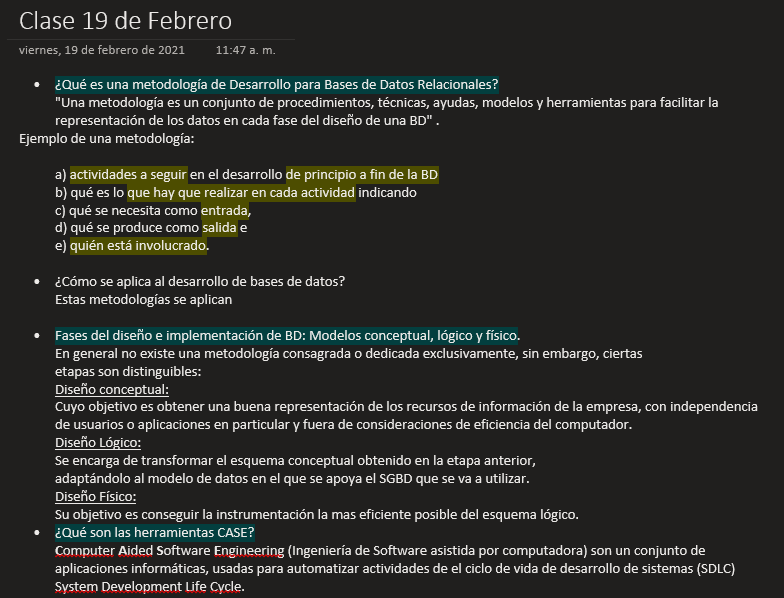 Clase 19 de Febrero
viernes, 19 de febrero de 2021 11:47 a. m.
• ¿Qué es una metodología de Desarrollo para Bases de Datos Relacionales?
"Una metodología es un conjunto de procedimientos, técnicas, ayudas, modelos y herramientas para facilitar la
representación de los datos en cada fase del diseño de una BD" .
Ejemplo de una metodología:
a) actividades a seguir en el desarrollo de principio a fin de la BD
b) qué es lo que hay que realizar en cada actividad indicando
c) qué se necesita como entrada,
d) qué se produce como salida e
e) quién está involucrado.
• ¿Cómo se aplica al desarrollo de bases de datos?
Estas metodologías se aplican
• Fases del diseño e implementación de BD: Modelos conceptual, lógico y físico.
En general no existe una metodología consagrada o dedicada exclusivamente, sin embargo, ciertas
etapas son distinguibles:
Diseño conceptual:
Cuyo objetivo es obtener una buena representación de los recursos de información de la empresa, con independencia
de usuarios o aplicaciones en particular y fuera de consideraciones de eficiencia del computador.
Diseño Lógico:
Se encarga de transformar el esquema conceptual obtenido en la etapa anterior,
adaptándolo al modelo de datos en el que se apoya el SGBD que se va a utilizar.
Diseño Físico:
Su objetivo es conseguir la instrumentación la mas eficiente posible del esquema lógico.
• ¿Qué son las herramientas CASE?
Computer Aided Software Engineering (Ingeniería de Software asistida por computadora) son un conjunto de
aplicaciones informáticas, usadas para automatizar actividades de el ciclo de vida de desarrollo de sistemas (SDLC)
System Development Life Cycle.